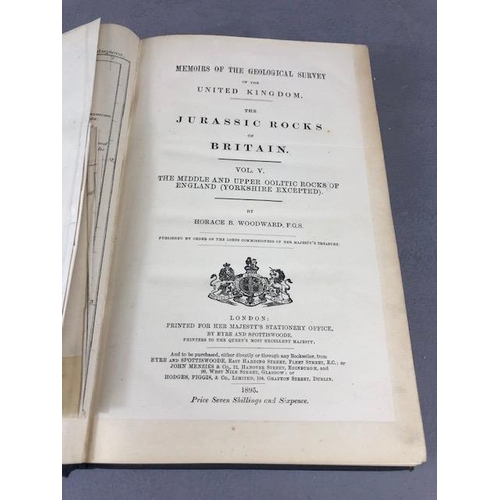 MEMOIRS OF THE GEOLOGICAL SURVEY
OF THE
UNITED KINGDOM.
THE
JURASSIC ROCKS
OF
BRITAIN.
VOL. V.
THE MIDDLE AND UPPER OOLITIC ROCKS OF
ENGLAND (YORKSHIRE EXCEPTED).
BY
HORACE B. WOODWARD, F.G.S.
PUBLISHED BY ORDER OF THE LORDS COMMISSIONERS OF HER MAJESTY'S TREASURY.
LONDON:
PRINTED FOR HER MAJESTY'S STATIONERY OFFICE,
BY EYRE AND SPOTTISWOODE,
PRINTERS TO THE QUEEN'S MOST EXCELLENT MAJESTY.
And to be purchased, either directly or through any Bookseller, from
EYRE AND SPOTTISWOODE, EAST HARDING STREET, FLEET STREET, E.C.; or
JOHN MENZIES & Co., 12, HANOVER STREET, EDINBURGH, and
90, WEST NILE STREET, GLASGOW; or
HODGES, FIGGIS, & Co., LIMITED, 104, GRAFTON STREET, DUBLIN.
1895.
Price Seven Shillings and Sixpence.